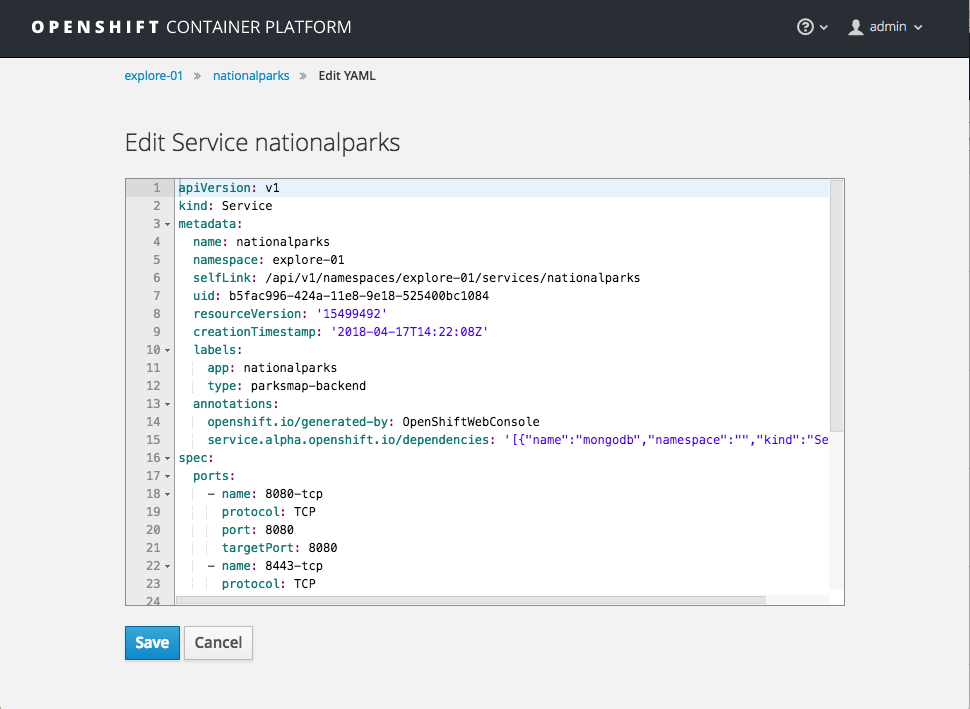 OPENSHIFT CONTAINER PLATFORM
admin
explore-01 » nationalparks » Edit YAML
Edit Service nationalparks
1 apiVersion: v1
2 kind: Service
3 metadata:
4 name: nationalparks
5 namespace: explore-01
6 selfLink: /api/v1/namespaces/explore-01/services/nationalparks
7 uid: b5fac996-424a-11e8-9e18-525400bc1084
8 resourceVersion: '15499492'
9 creationTimestamp: '2018-04-17T14:22:08Z'
10 labels:
11 app: nationalparks
12 type: parksmap-backend
13 annotations:
14 openshift.io/generated-by: OpenShiftWebConsole
15 service.alpha.openshift.io/dependencies: '[{"name":"mongodb","namespace":"","kind":"Se
16 spec:
17 ports:
18 - name: 8080-tcp
19 protocol: TCP
20 port: 8080
21 targetPort: 8080
22 - name: 8443-tcp
23 protocol: TCP
24
Save Cancel